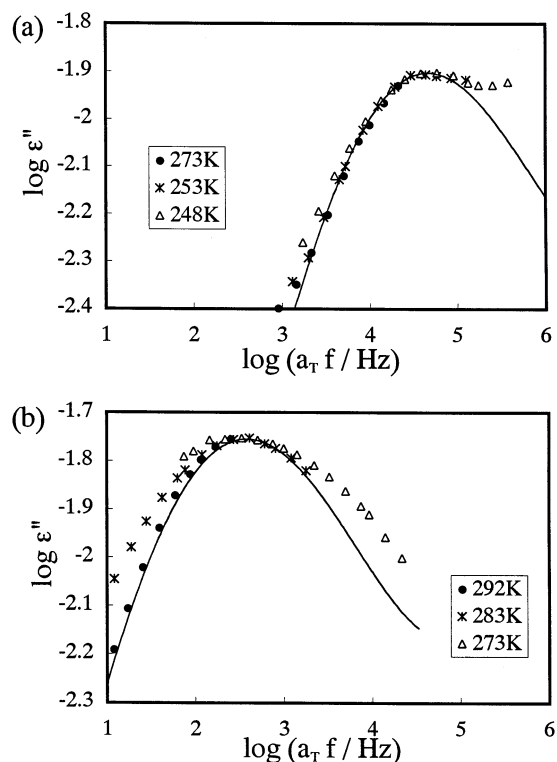 (a)
-1.8
-1.9
-2
-2.1
-2.2
-2.3
-2.4
log ε"
273K
253K
248K
1 2 3 4 5 6
log (a_T f / Hz)
(b)
-1.7
-1.8
-1.9
-2
-2.1
-2.2
-2.3
log ε"
292K
283K
273K
1 2 3 4 5 6
log (a_T f / Hz)